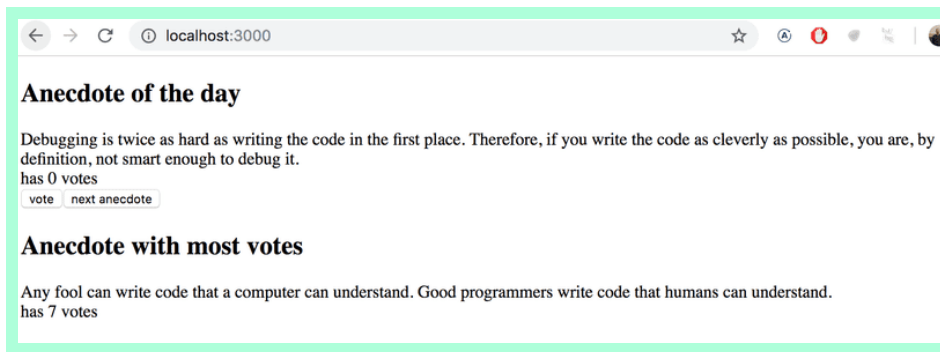 localhost:3000
Anecdote of the day
Debugging is twice as hard as writing the code in the first place. Therefore, if you write the code as cleverly as possible, you are, by
definition, not smart enough to debug it.
has 0 votes
vote next anecdote
Anecdote with most votes
Any fool can write code that a computer can understand. Good programmers write code that humans can understand.
has 7 votes